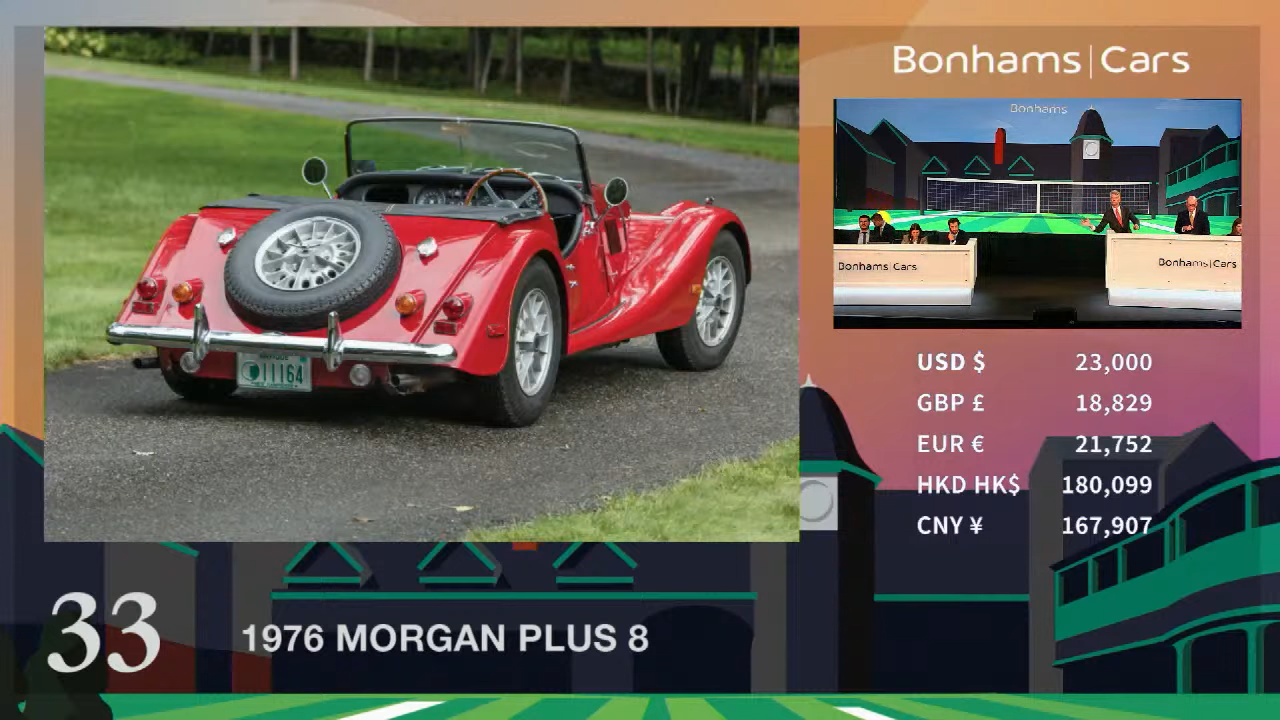 Bonhams|Cars
Bonhams
Bonhams|Cars
Bonhams|Cars
USD $ 23,000
GBP £ 18,829
EUR € 21,752
HKD HK$ 180,099
CNY ¥ 167,907
J1164
33
1976 MORGAN PLUS 8